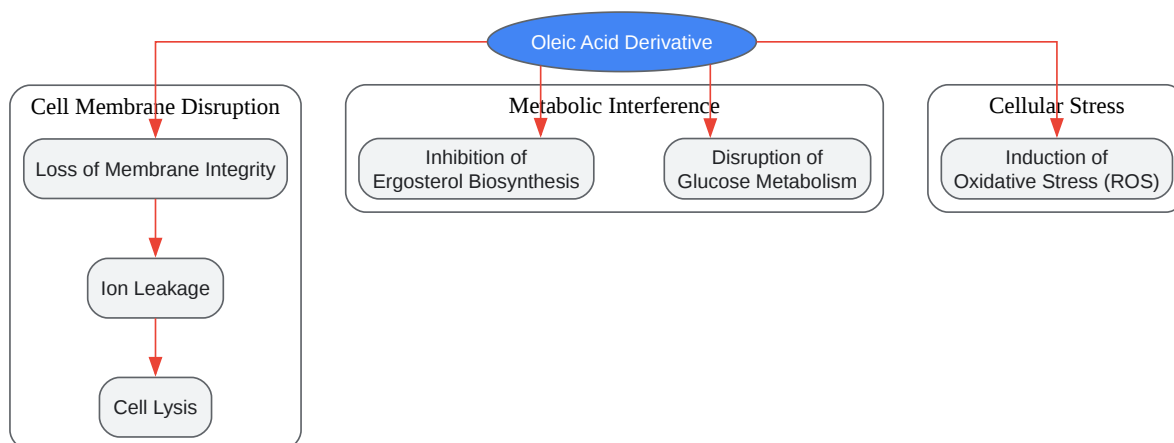 Oleic Acid Derivative
Cell Membrane Disruption
Loss of Membrane Integrity
Ion Leakage
Cell Lysis
Metabolic Interference
Inhibition of
Ergosterol Biosynthesis
Disruption of
Glucose Metabolism
Cellular Stress
Induction of
Oxidative Stress (ROS)